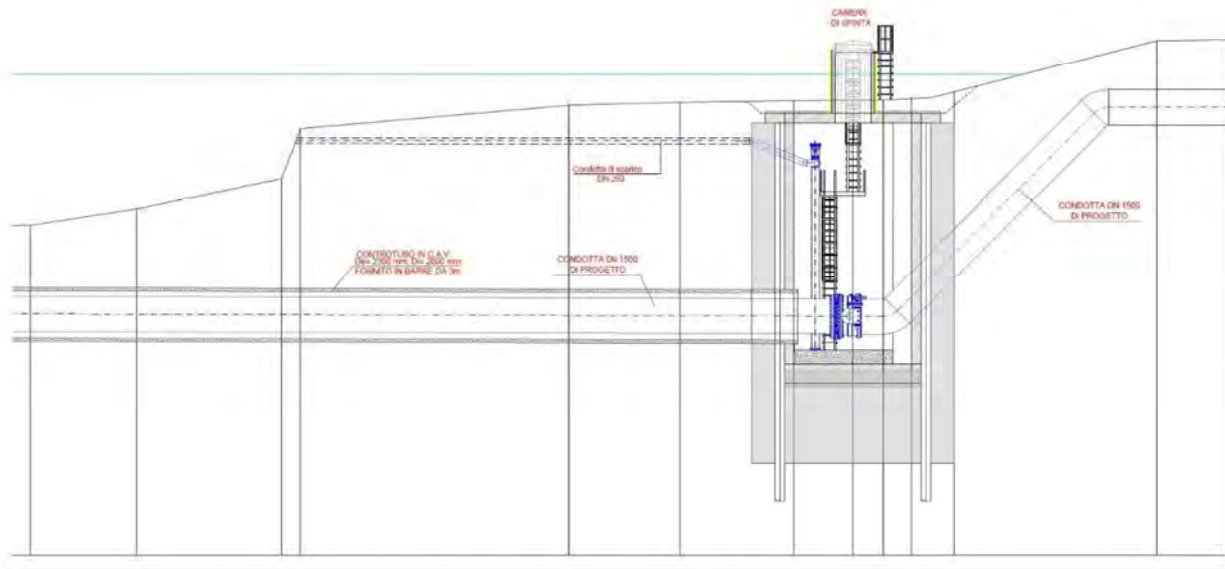 CAMERA
DI SPINTA
Condotta di scarico
DN 250
CONTROTUBO IN C.A.V.
FORNITO IN BARRE DA 3m
CONDOTTA DN 1500
DI PROGETTO
CONDOTTA DN 1500
DI PROGETTO